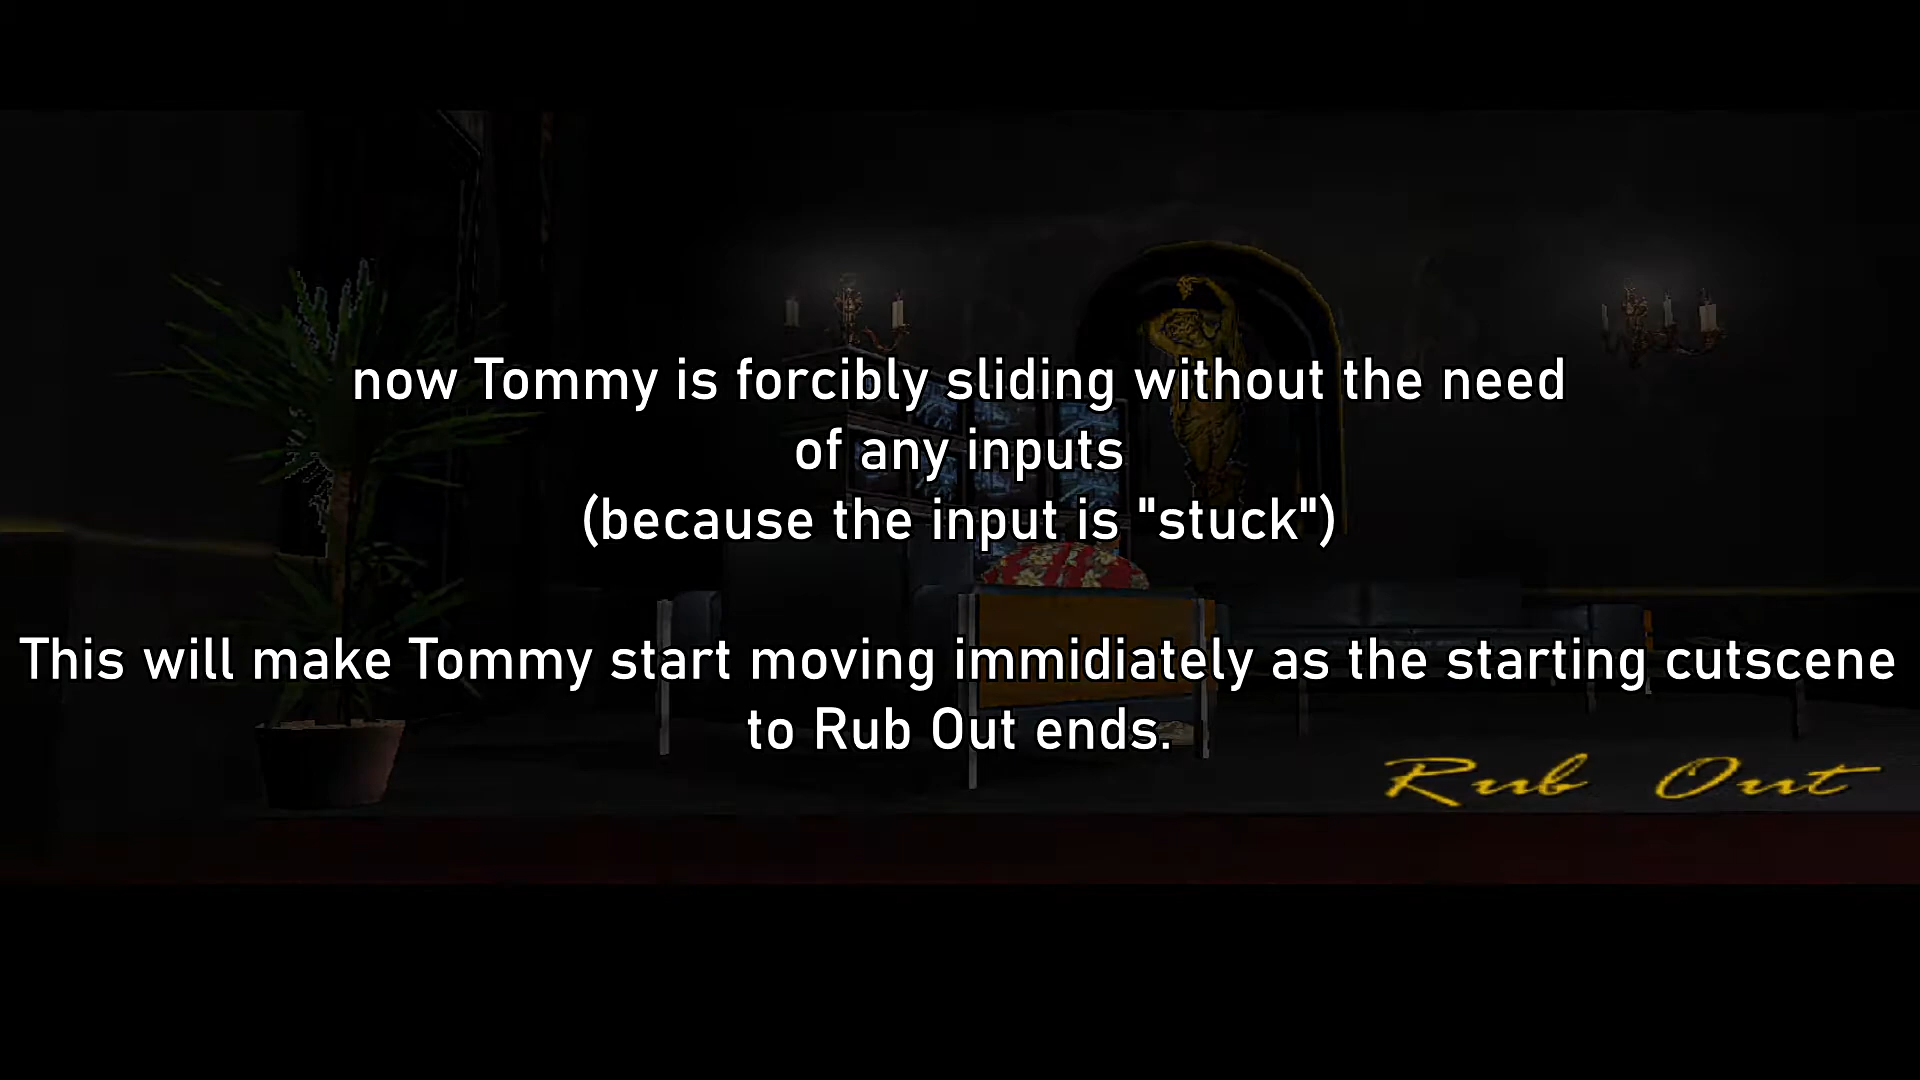 now Tommy is forcibly sliding without the need
of any inputs
(because the input is "stuck")
This will make Tommy start moving immidiately as the starting cutscene
to Rub Out ends.
Rub Out